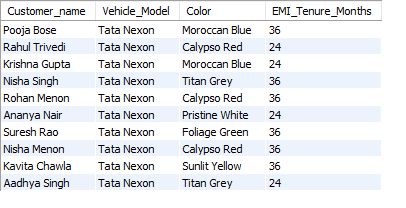 Customer_name Vehicle_Model Color EMI_Tenure_Months
Pooja Bose Tata Nexon Moroccan Blue 36
Rahul Trivedi Tata Nexon Calypso Red 24
Krishna Gupta Tata Nexon Moroccan Blue 24
Nisha Singh Tata Nexon Titan Grey 36
Rohan Menon Tata Nexon Calypso Red 36
Ananya Nair Tata Nexon Pristine White 24
Suresh Rao Tata Nexon Foliage Green 36
Nisha Menon Tata Nexon Calypso Red 36
Kavita Chawla Tata Nexon Sunlit Yellow 36
Aadhya Singh Tata Nexon Titan Grey 24